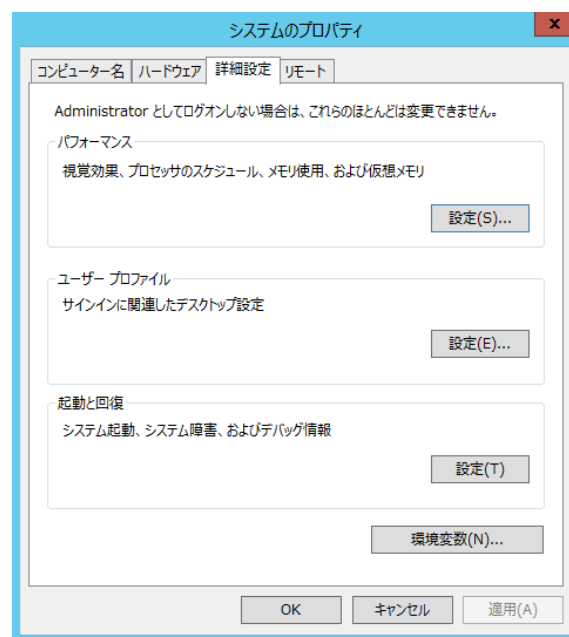 システムのプロパティ
x
コンピューター名 ハードウェア 詳細設定 リモート
Administrator としてログオンしない場合は、これらのほとんどは変更できません。
パフォーマンス
視覚効果、プロセッサのスケジュール、メモリ使用、および仮想メモリ
設定(S)...
ユーザー プロファイル
サインインに関連したデスクトップ設定
設定(E)...
起動と回復
システム起動、システム障害、およびデバッグ情報
設定(T)
環境変数(N)...
OK キャンセル 適用(A)